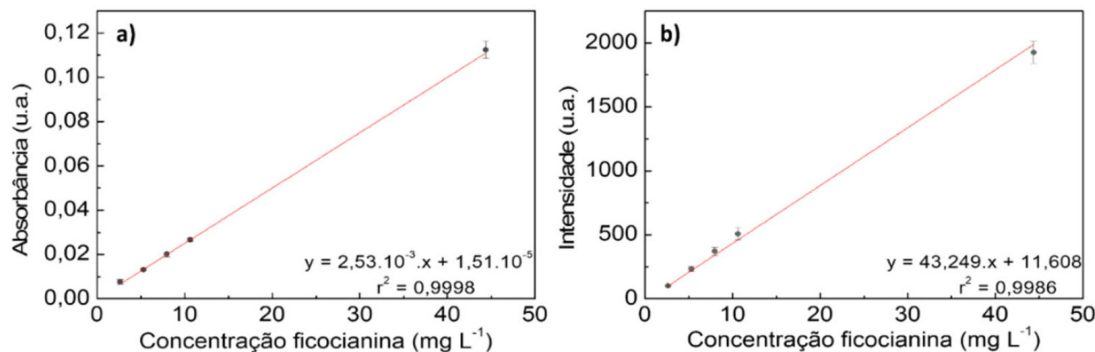 a)
0,12
0,10
0,08
0,06
0,04
0,02
0,00
Absorbância (u.a.)
y = 2,53.10⁻³.x + 1,51.10⁻⁵
r² = 0,9998
0 10 20 30 40 50
Concentração ficocianina (mg L⁻¹)
b)
2000
1500
1000
500
0
Intensidade (u.a.)
y = 43,249.x + 11,608
r² = 0,9986
0 10 20 30 40 50
Concentração ficocianina (mg L⁻¹)